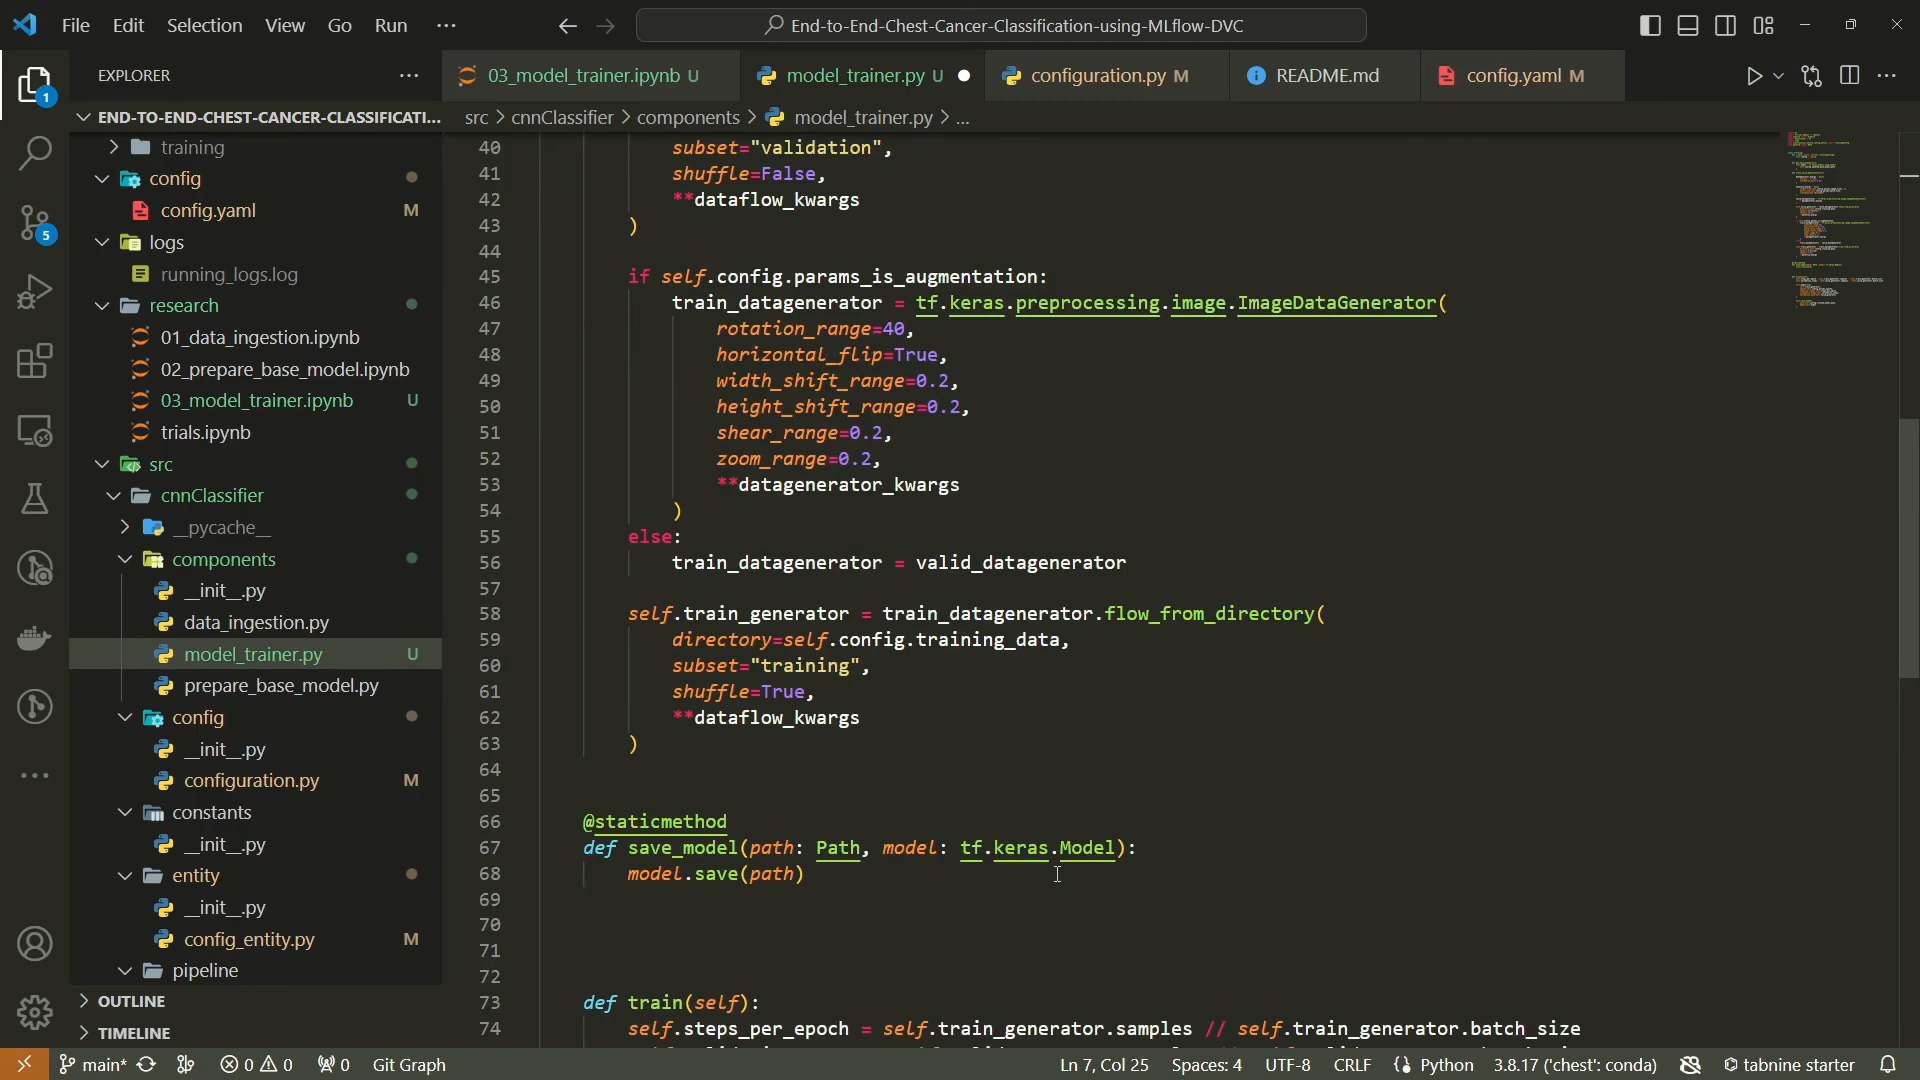 File Edit Selection View Go Run ···
End-to-End-Chest-Cancer-Classification-using-MLflow-DVC
EXPLORER ···
03_model_trainer.ipynb U
model_trainer.py U
configuration.py M
README.md
config.yaml M
src > cnnClassifier > components > model_trainer.py > ...
1
5
END-TO-END-CHEST-CANCER-CLASSIFICATI...
training
config
config.yaml M
logs
running_logs.log
research
01_data_ingestion.ipynb
02_prepare_base_model.ipynb
03_model_trainer.ipynb U
trials.ipynb
src
cnnClassifier
__pycache__
components
__init__.py
data_ingestion.py
model_trainer.py U
prepare_base_model.py
config
__init__.py
configuration.py M
constants
__init__.py
entity
__init__.py
config_entity.py M
pipeline
OUTLINE
TIMELINE
40 subset="validation",
41 shuffle=False,
42 **dataflow_kwargs
43 )
44
45 if self.config.params_is_augmentation:
46 train_datagenerator = tf.keras.preprocessing.image.ImageDataGenerator(
47 rotation_range=40,
48 horizontal_flip=True,
49 width_shift_range=0.2,
50 height_shift_range=0.2,
51 shear_range=0.2,
52 zoom_range=0.2,
53 **datagenerator_kwargs
54 )
55 else:
56 train_datagenerator = valid_datagenerator
57
58 self.train_generator = train_datagenerator.flow_from_directory(
59 directory=self.config.training_data,
60 subset="training",
61 shuffle=True,
62 **dataflow_kwargs
63 )
64
65
66 @staticmethod
67 def save_model(path: Path, model: tf.keras.Model):
68 model.save(path)
69
70
71
72
73 def train(self):
74 self.steps_per_epoch = self.train_generator.samples // self.train_generator.batch_size
main* 0 0 0 Git Graph Ln 7, Col 25 Spaces: 4 UTF-8 CRLF Python 3.8.17 ('chest': conda) tabnine starter